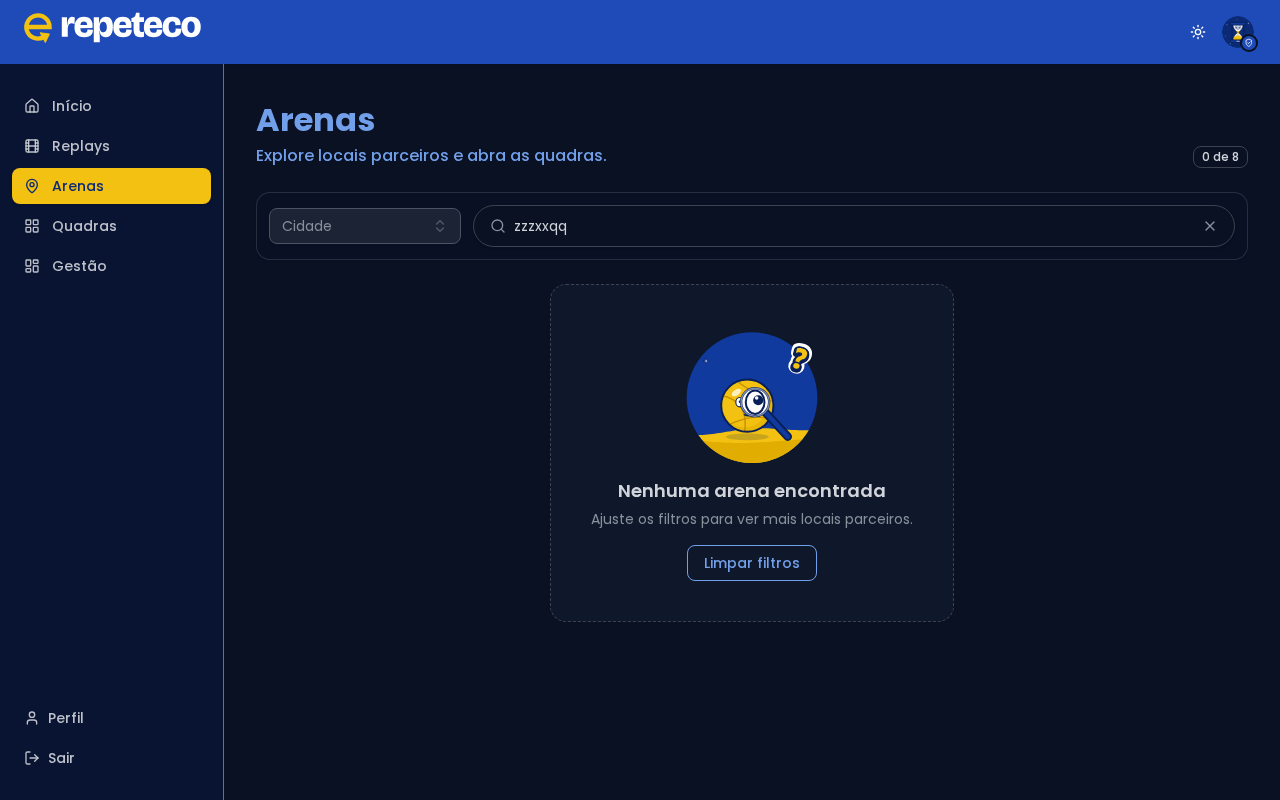 repeteco
Início
Replays
Arenas
Quadras
Gestão
Perfil
Sair
Arenas
Explore locais parceiros e abra as quadras.
0 de 8
Cidade
zzzxxqq
?
Nenhuma arena encontrada
Ajuste os filtros para ver mais locais parceiros.
Limpar filtros